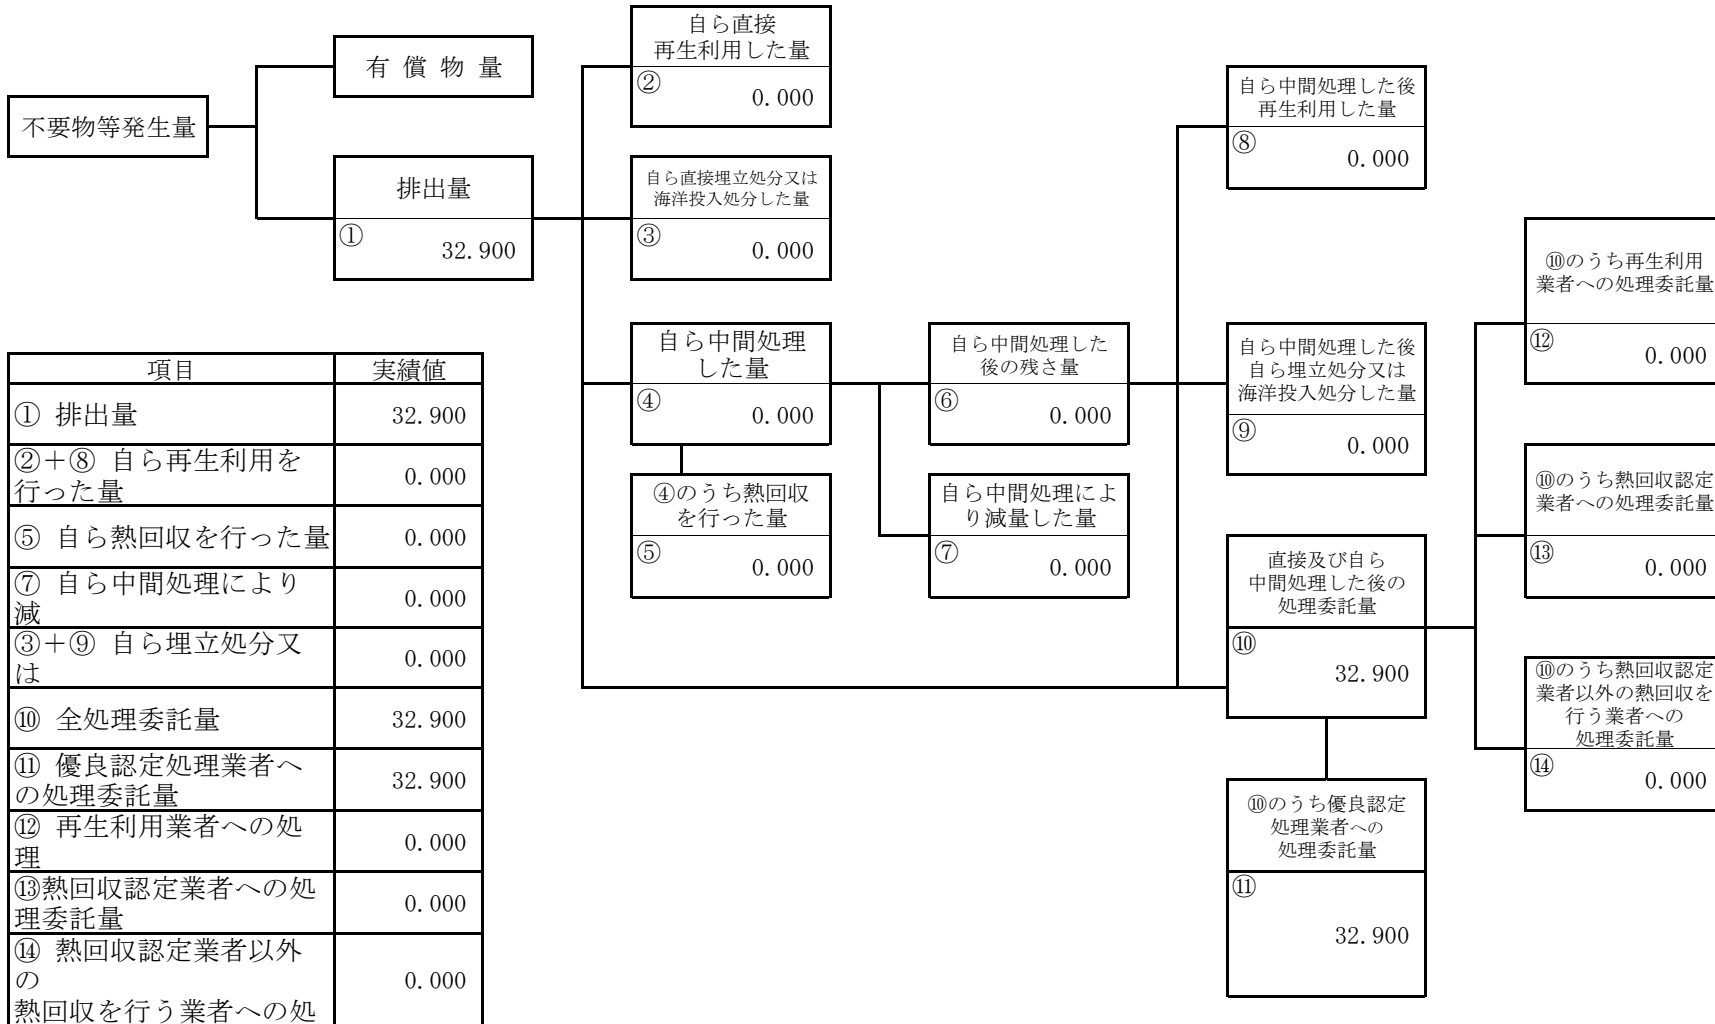 自ら直接
再生利用した量
②
0.000
有 償 物 量
不要物等発生量
排出量
①
32.900
自ら直接埋立処分又は
海洋投入処分した量
③
0.000
自ら中間処理
した量
④
0.000
④のうち熱回収
を行った量
⑤
0.000
自ら中間処理した
後の残さ量
⑥
0.000
自ら中間処理によ
り減量した量
⑦
0.000
自ら中間処理した後
再生利用した量
⑧
0.000
自ら中間処理した後
自ら埋立処分又は
海洋投入処分した量
⑨
0.000
直接及び自ら
中間処理した後の
処理委託量
⑩
32.900
⑩のうち優良認定
処理業者への
処理委託量
⑪
32.900
⑩のうち再生利用
業者への処理委託量
⑫
0.000
⑩のうち熱回収認定
業者への処理委託量
⑬
0.000
⑩のうち熱回収認定
業者以外の熱回収を
行う業者への
処理委託量
⑭
0.000
項目 実績値
① 排出量 32.900
②＋⑧ 自ら再生利用を
行った量 0.000
⑤ 自ら熱回収を行った量 0.000
⑦ 自ら中間処理により
減 0.000
③＋⑨ 自ら埋立処分又
は 0.000
⑩ 全処理委託量 32.900
⑪ 優良認定処理業者へ
の処理委託量 32.900
⑫ 再生利用業者への処
理 0.000
⑬熱回収認定業者への処
理委託量 0.000
⑭ 熱回収認定業者以外
の
熱回収を行う業者への処 0.000